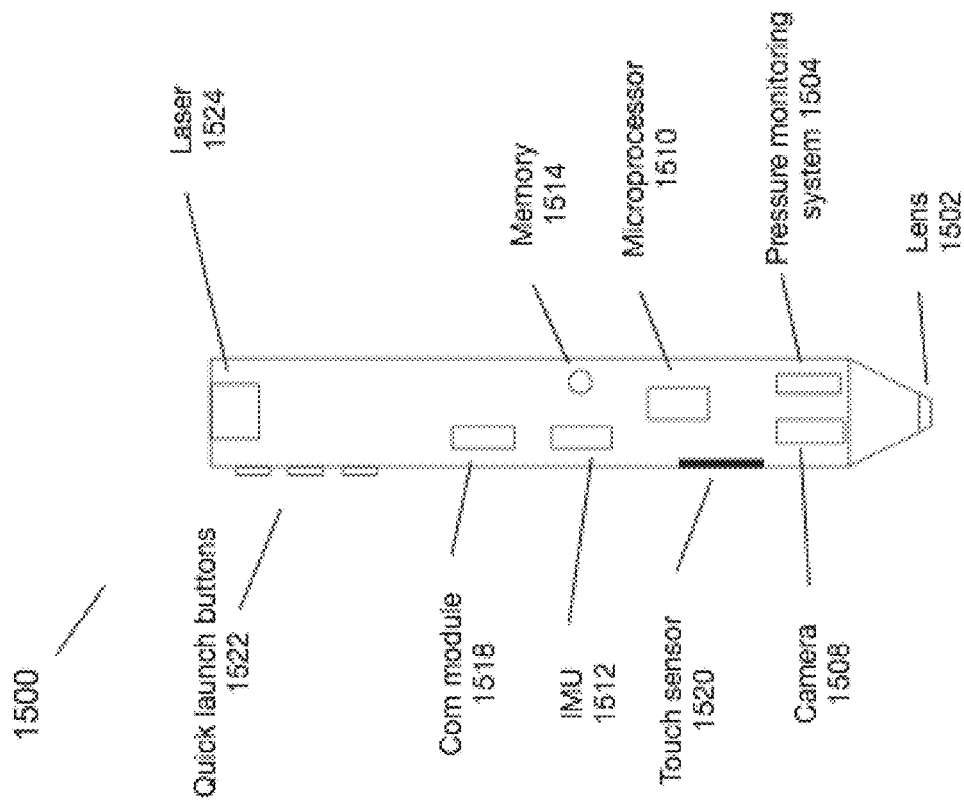 1500
Quick launch buttons
1522
Com module
1518
IMU
1512
Touch sensor
1520
Camera
1508
Laser
1524
Memory
1514
Microprocessor
1510
Pressure monitoring
system 1504
Lens
1502